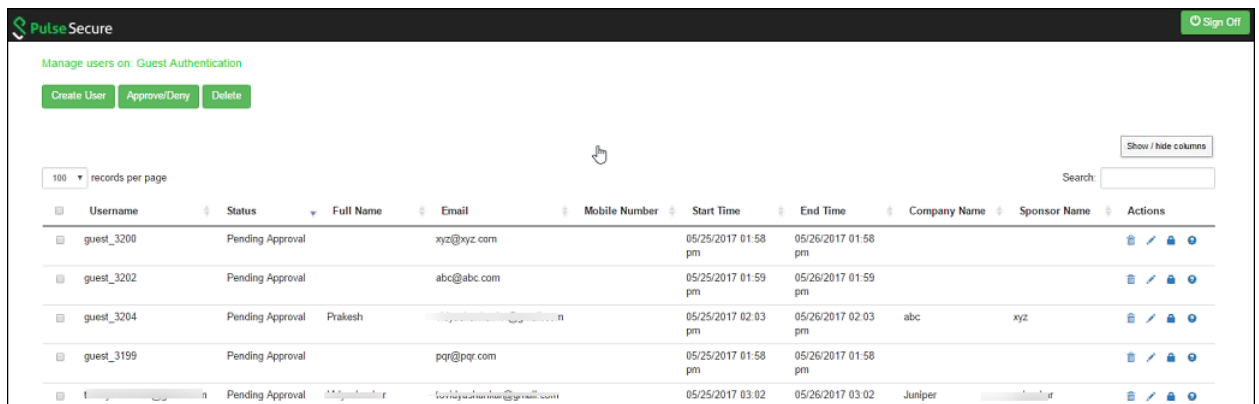 Pulse Secure
Sign Off
Manage users on: Guest Authentication
Create User Approve/Deny Delete
Show / hide columns
100 records per page Search:
Username Status Full Name Email Mobile Number Start Time End Time Company Name Sponsor Name Actions
guest_3200 Pending Approval xyz@xyz.com 05/25/2017 01:58 05/26/2017 01:58
pm pm
guest_3202 Pending Approval abc@abc.com 05/25/2017 01:59 05/26/2017 01:59
pm pm
guest_3204 Pending Approval Prakesh 05/25/2017 02:03 05/26/2017 02:03 abc xyz
pm pm
guest_3199 Pending Approval pqr@pqr.com 05/25/2017 01:58 05/26/2017 01:58
pm pm
Pending Approval 05/25/2017 03:02 05/26/2017 03:02 Juniper